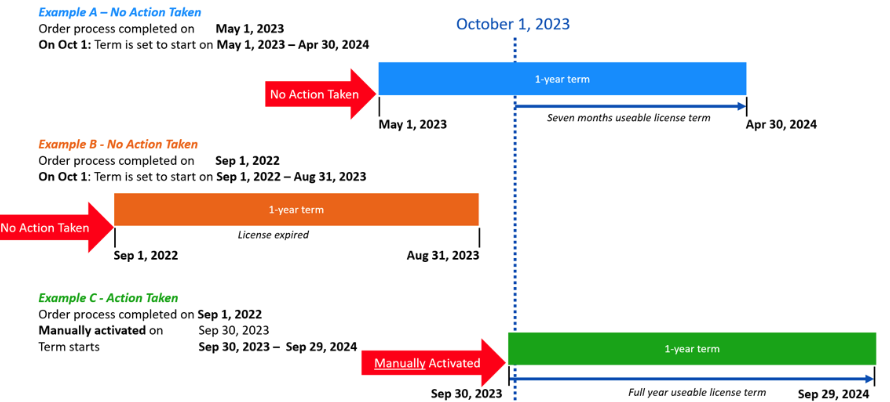 Example A – No Action Taken
Order process completed on May 1, 2023
On Oct 1: Term is set to start on May 1, 2023 – Apr 30, 2024
October 1, 2023
1-year term
No Action Taken
Seven months useable license term
May 1, 2023
Apr 30, 2024
Example B - No Action Taken
Order process completed on Sep 1, 2022
On Oct 1: Term is set to start on Sep 1, 2022 – Aug 31, 2023
1-year term
No Action Taken
License expired
Sep 1, 2022
Aug 31, 2023
Example C - Action Taken
Order process completed on Sep 1, 2022
Manually activated on Sep 30, 2023
Term starts Sep 30, 2023 – Sep 29, 2024
1-year term
Manually Activated
Sep 30, 2023
Full year useable license term
Sep 29, 2024